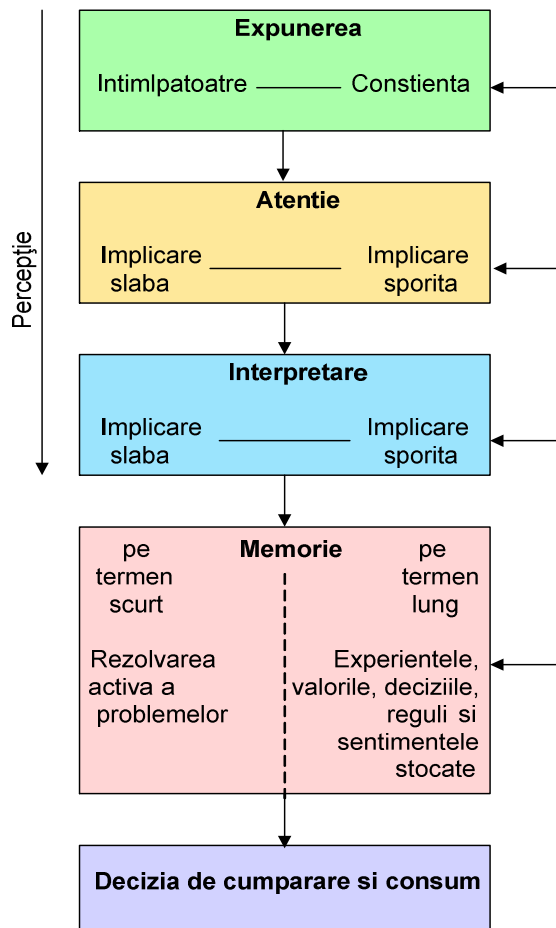 Expunerea
Intimlpatoatre Constienta
Percepţie
Atentie
Implicare Implicare
slaba sporita
Interpretare
Implicare Implicare
slaba sporita
pe Memorie pe
termen termen
scurt lung
Rezolvarea Experientele,
activa a valorile, deciziile,
problemelor reguli si
sentimentele
stocate
Decizia de cumparare si consum